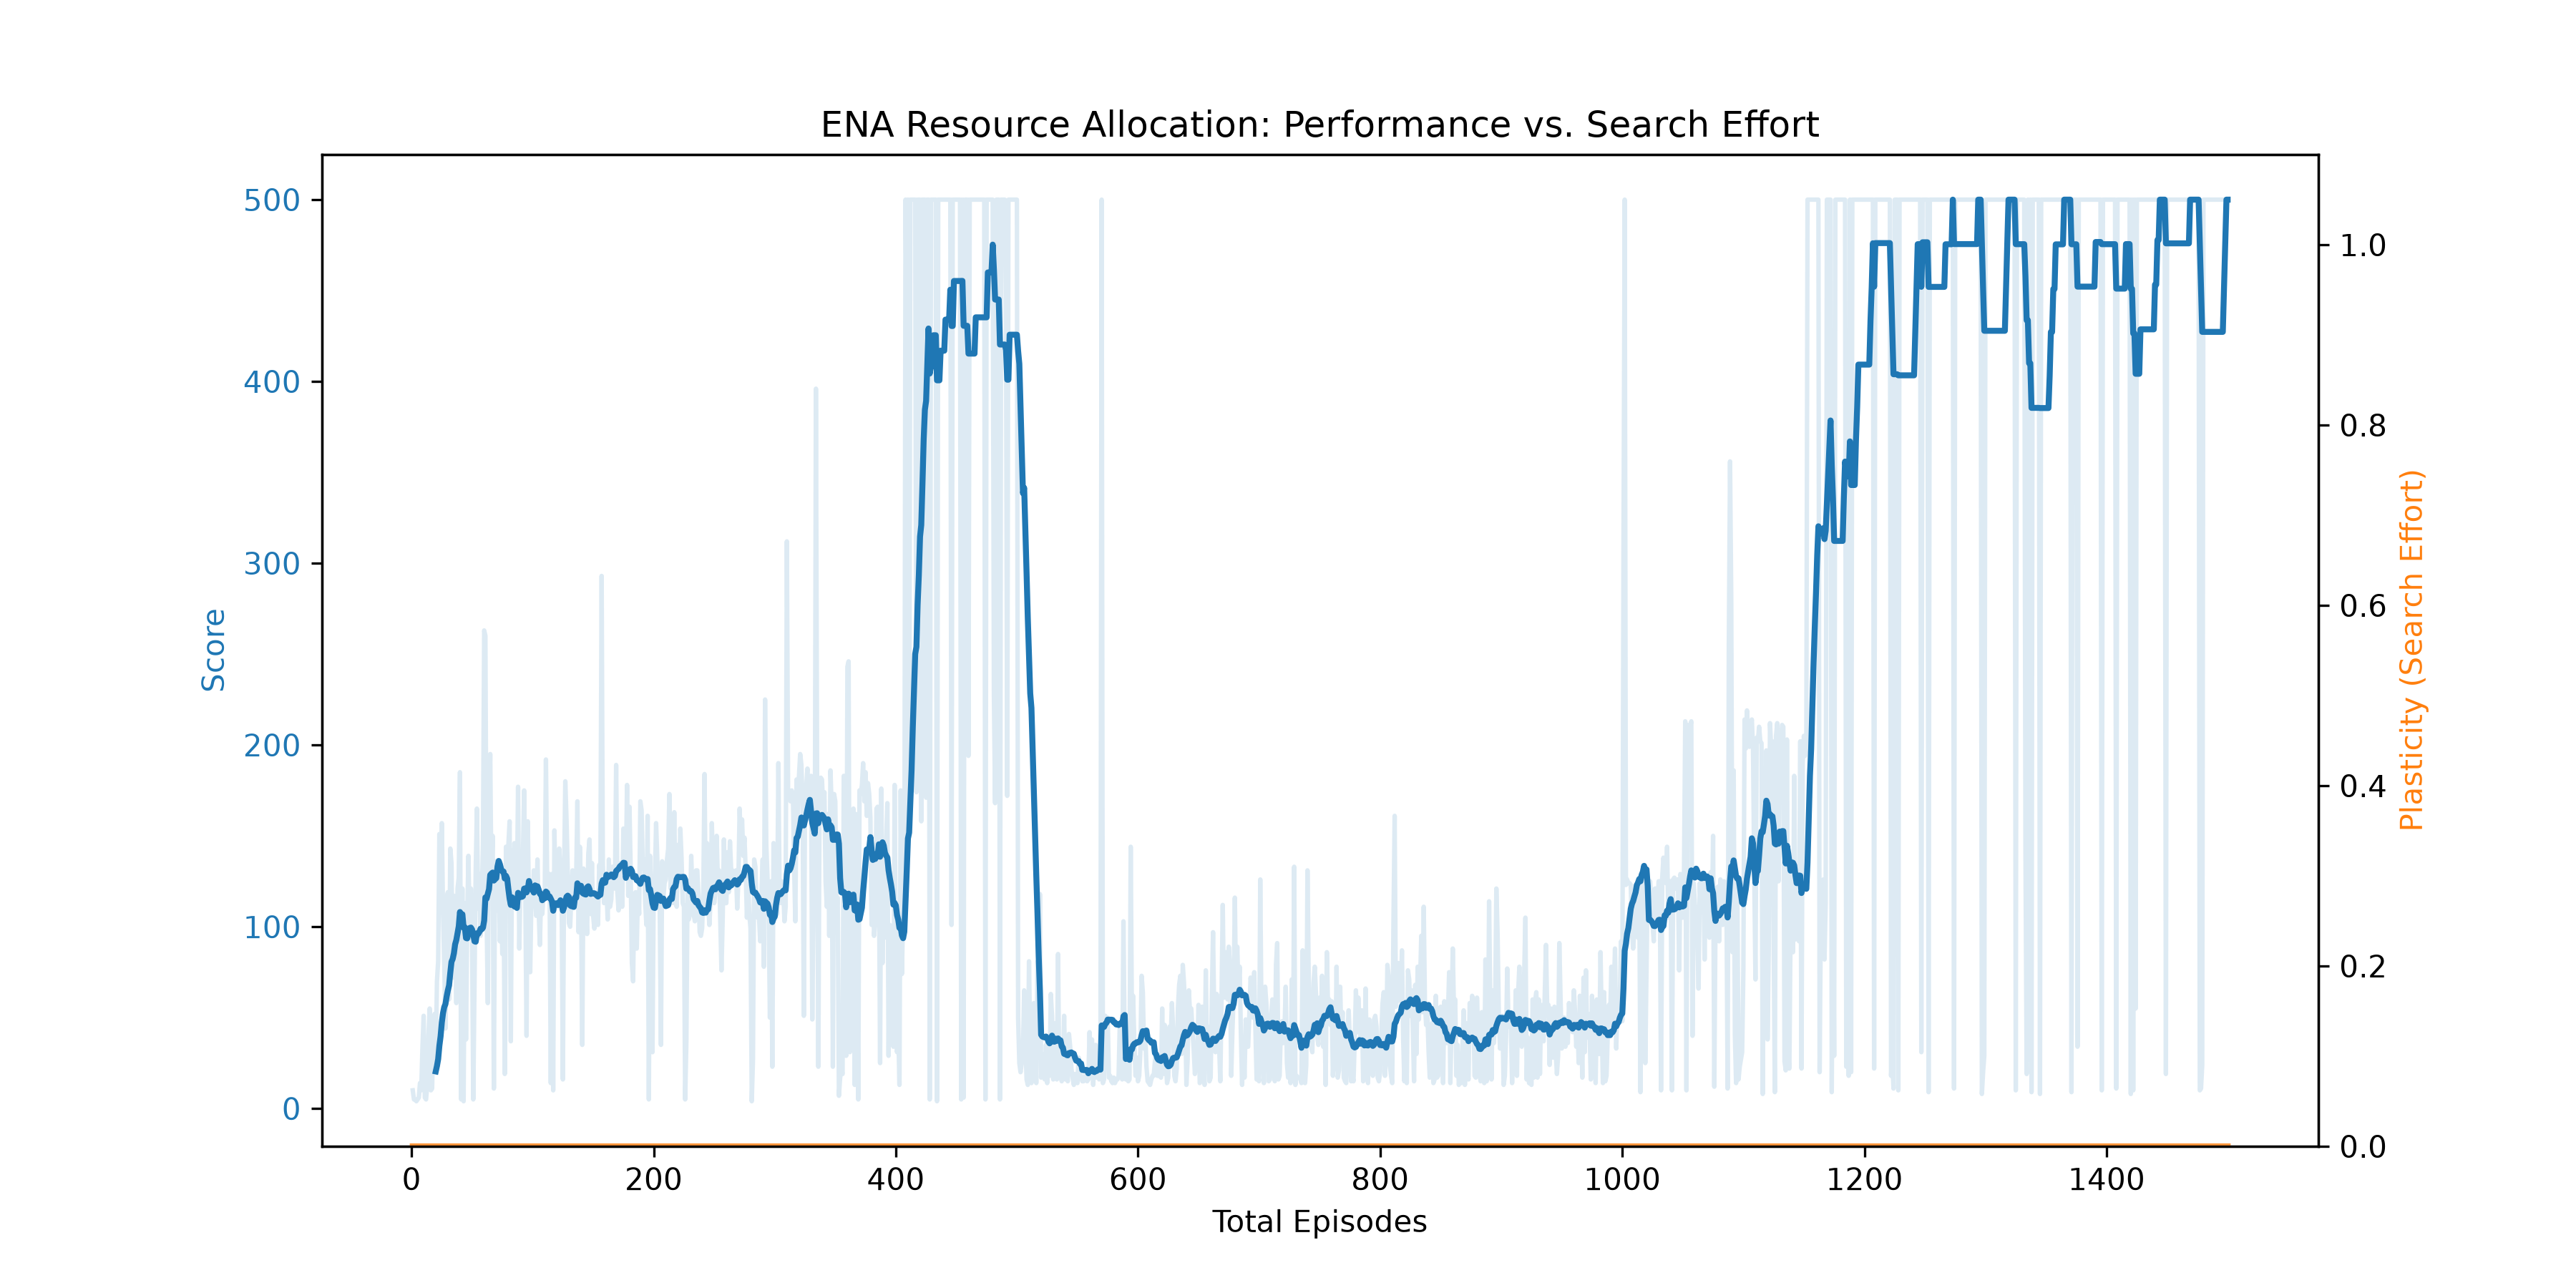 ENA Resource Allocation: Performance vs. Search Effort
500
400
300
200
100
0
Score
1.0
0.8
0.6
0.4
0.2
0.0
Plasticity (Search Effort)
0 200 400 600 800 1000 1200 1400
Total Episodes